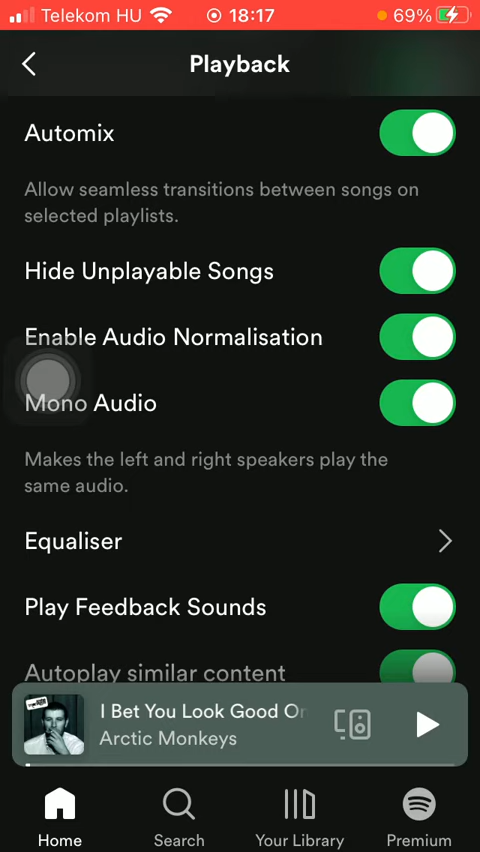 Telekom HU 18:17 69%
Playback
Automix
Allow seamless transitions between songs on
selected playlists.
Hide Unplayable Songs
Enable Audio Normalisation
Mono Audio
Makes the left and right speakers play the
same audio.
Equaliser
Play Feedback Sounds
Autoplay similar content
I Bet You Look Good
Arctic Monkeys
Home Search Your Library Premium